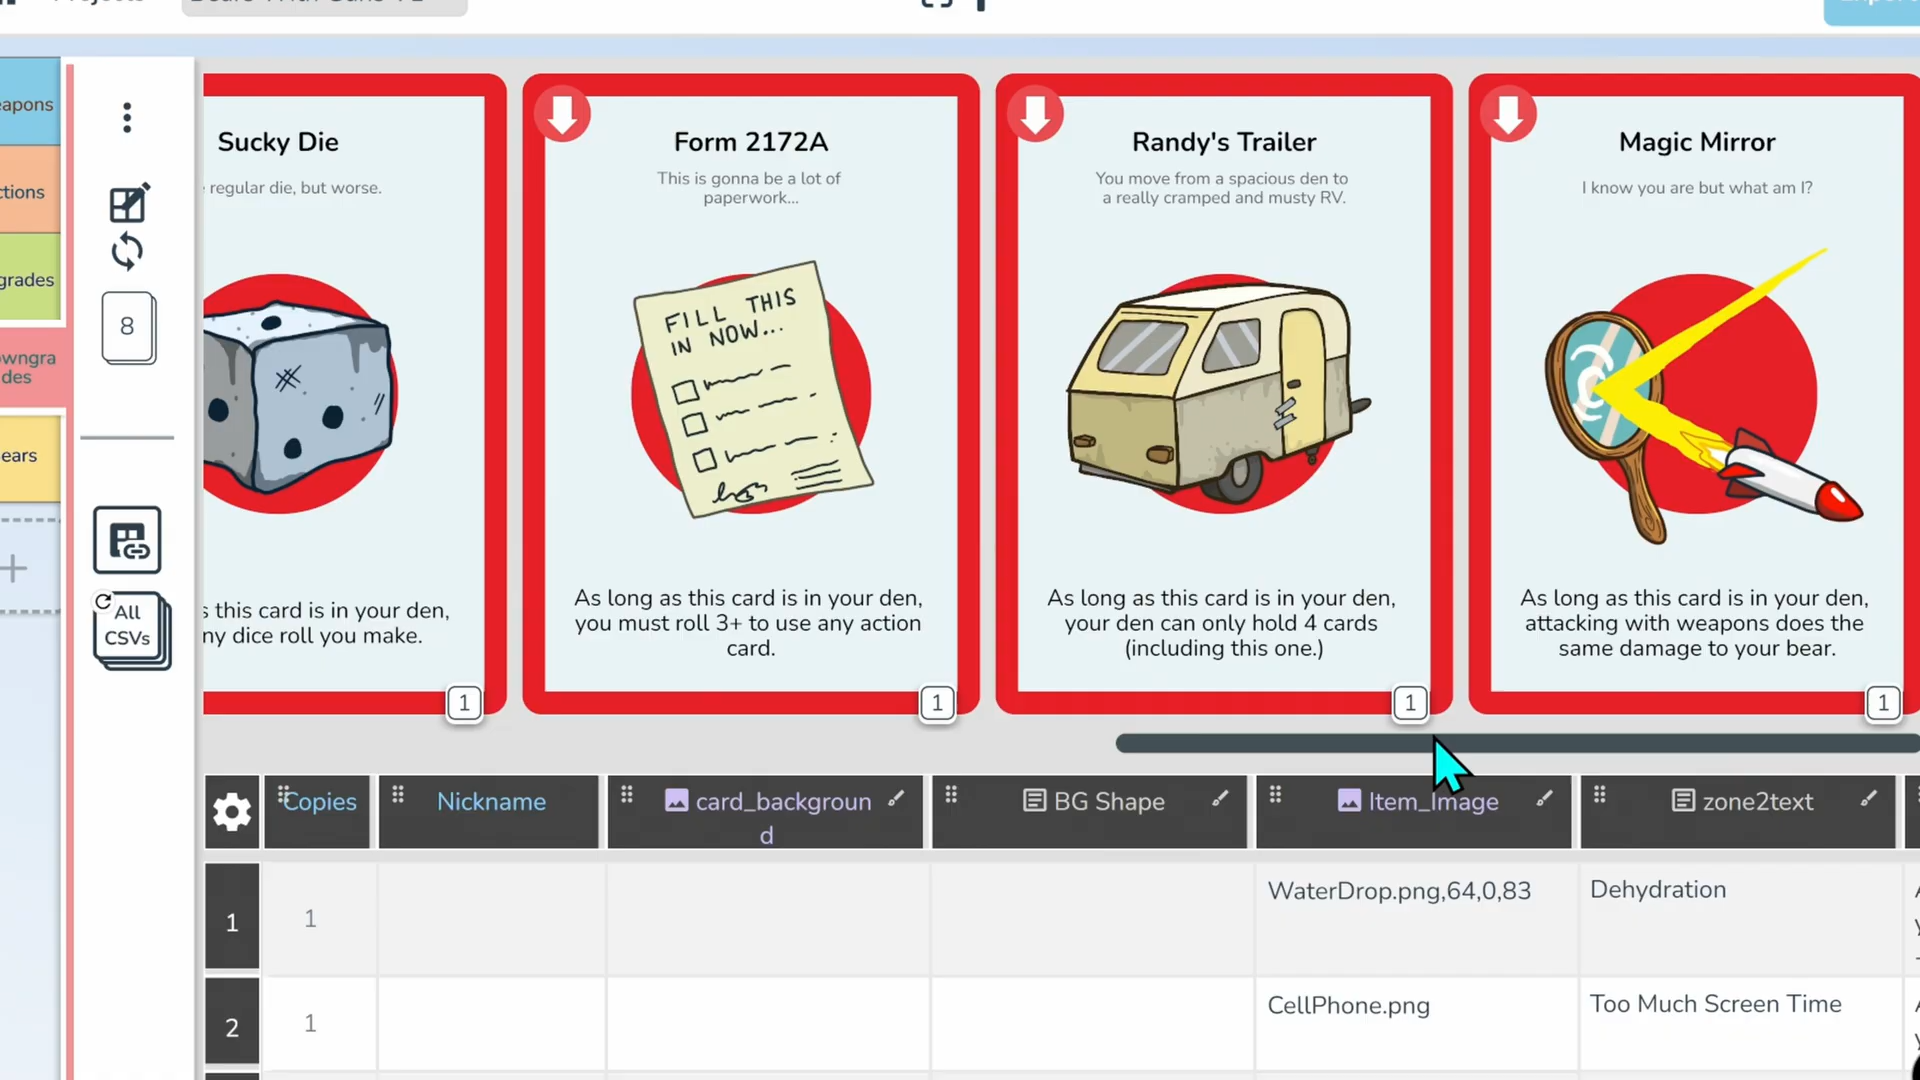 eapons
ctions
grades
owngra
des
ears
8
All
CSVs
Sucky Die
regular die, but worse.
s this card is in your den,
ny dice roll you make.
1
Form 2172A
This is gonna be a lot of
paperwork...
FILL THIS
IN NOW...
As long as this card is in your den,
you must roll 3+ to use any action
card.
1
Randy's Trailer
You move from a spacious den to
a really cramped and musty RV.
As long as this card is in your den,
your den can only hold 4 cards
(including this one.)
1
Magic Mirror
I know you are but what am I?
As long as this card is in your den,
attacking with weapons does the
same damage to your bear.
1
Copies
Nickname
card_backgroun
d
BG Shape
Item_Image
zone2text
1
1
WaterDrop.png,64,0,83
Dehydration
2
1
CellPhone.png
Too Much Screen Time